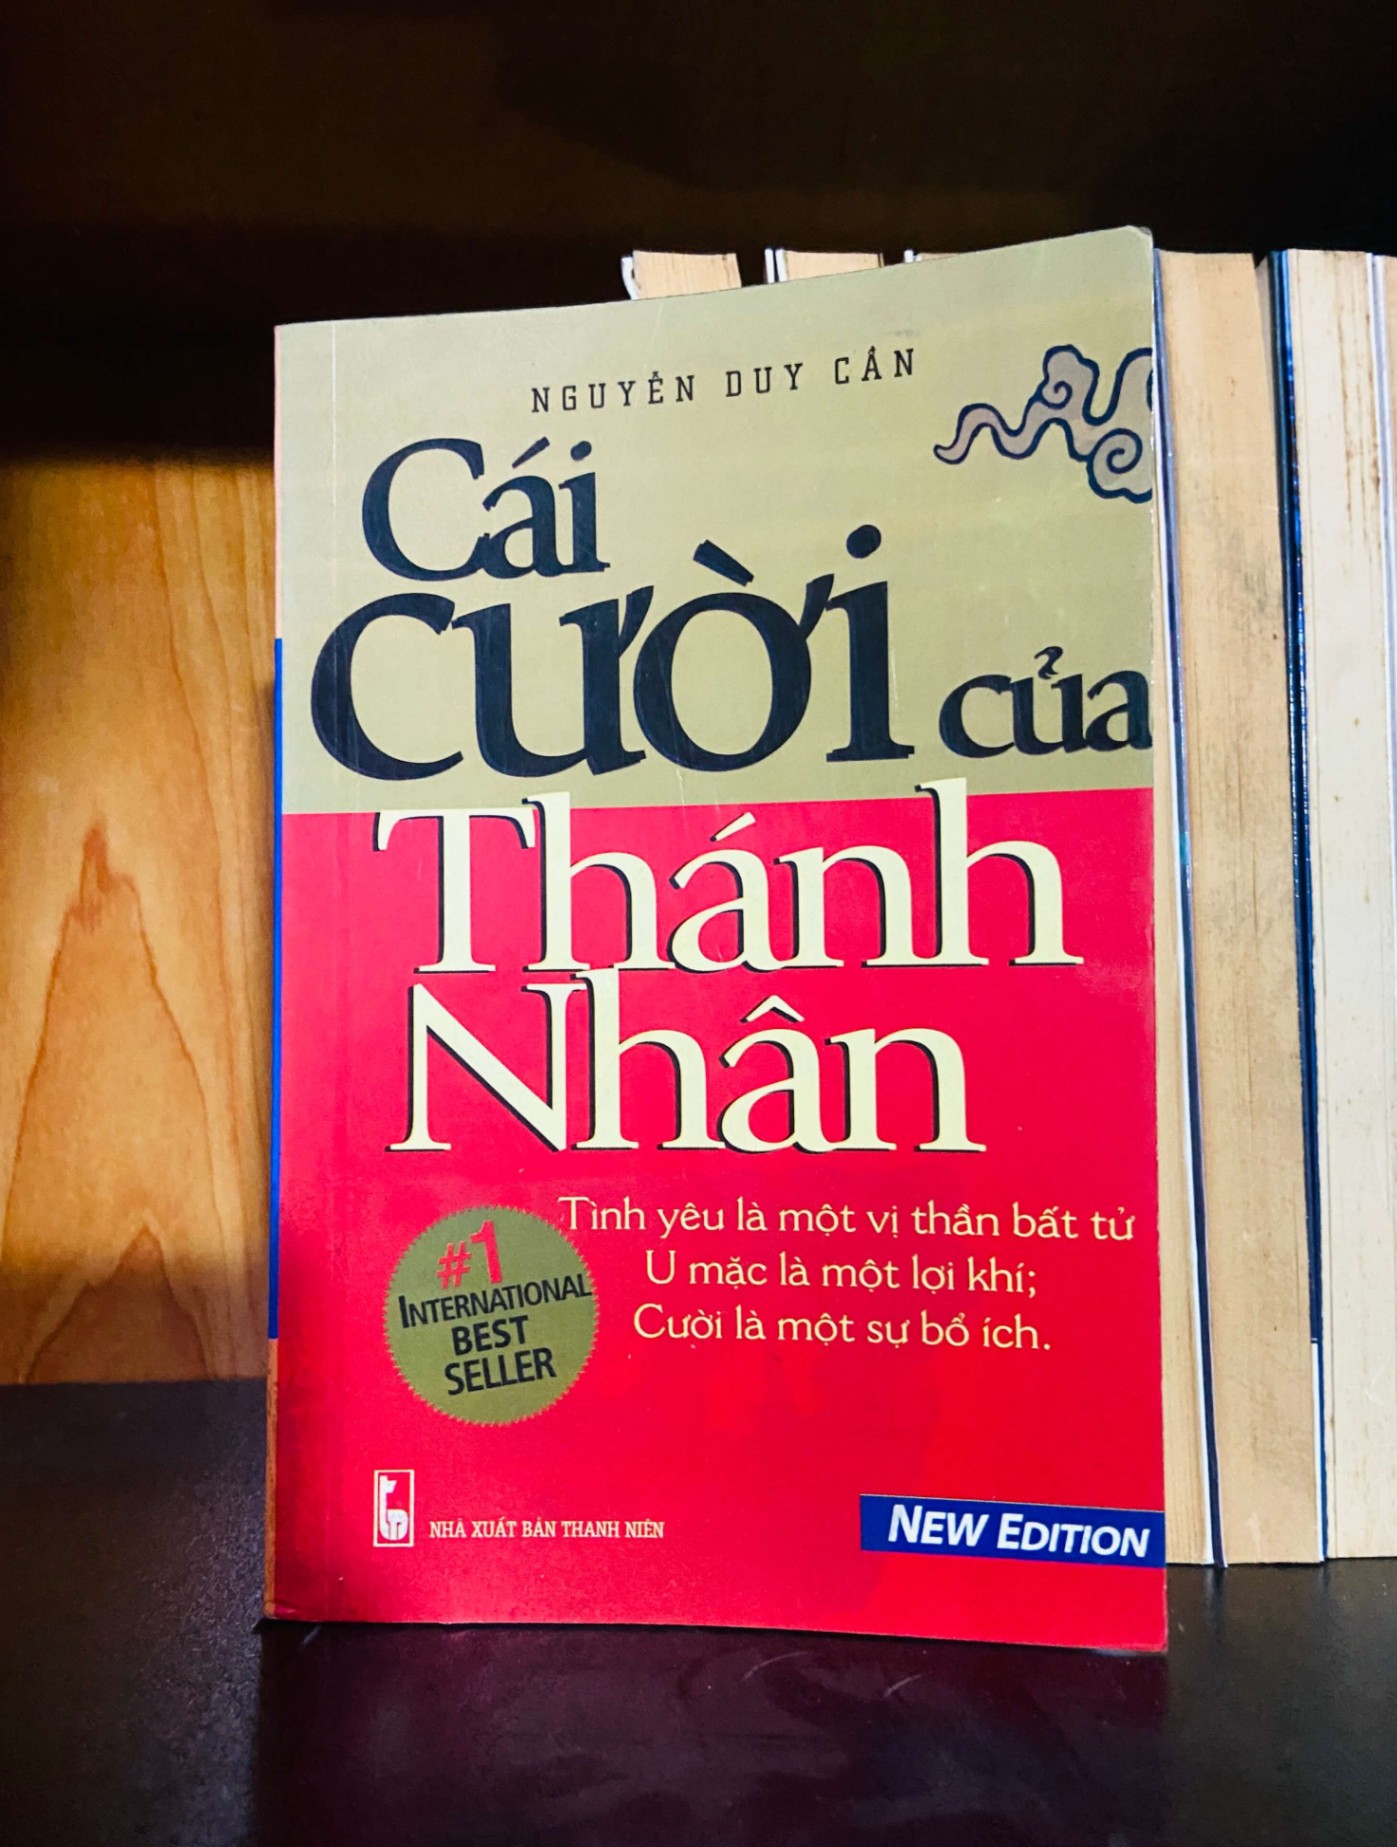 NGUYỄN DUY CẦN
Cái
cười của
Thánh
Nhân
Tình yêu là một vị thần bất tử
U mặc là một lợi khí;
Cười là một sự bổ ích.
#1
INTERNATIONAL
BEST
SELLER
NHÀ XUẤT BẢN THANH NIÊN
NEW EDITION